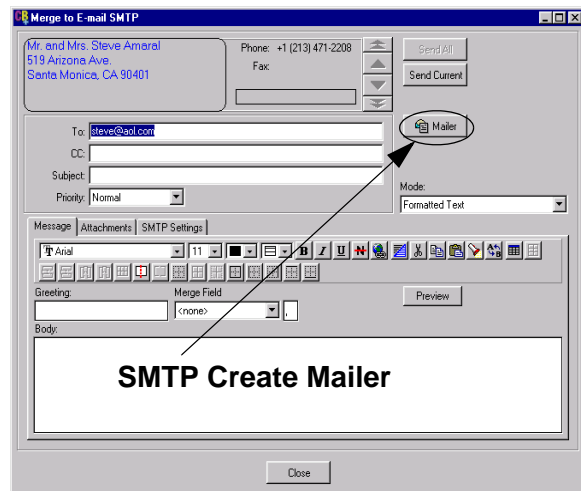 CB Merge to E-mail SMTP
Mr. and Mrs. Steve Amaral
519 Arizona Ave.
Santa Monica, CA 90401
Phone: +1 (213) 471-2208
Fax:
Send All
Send Current
Mailer
To: steve@aol.com
CC:
Subject:
Priority: Normal
Mode:
Formatted Text
Message Attachments SMTP Settings
Arial 11 B I U H
Greeting:
Merge Field
<none> ,
Preview
Body:
SMTP Create Mailer
Close